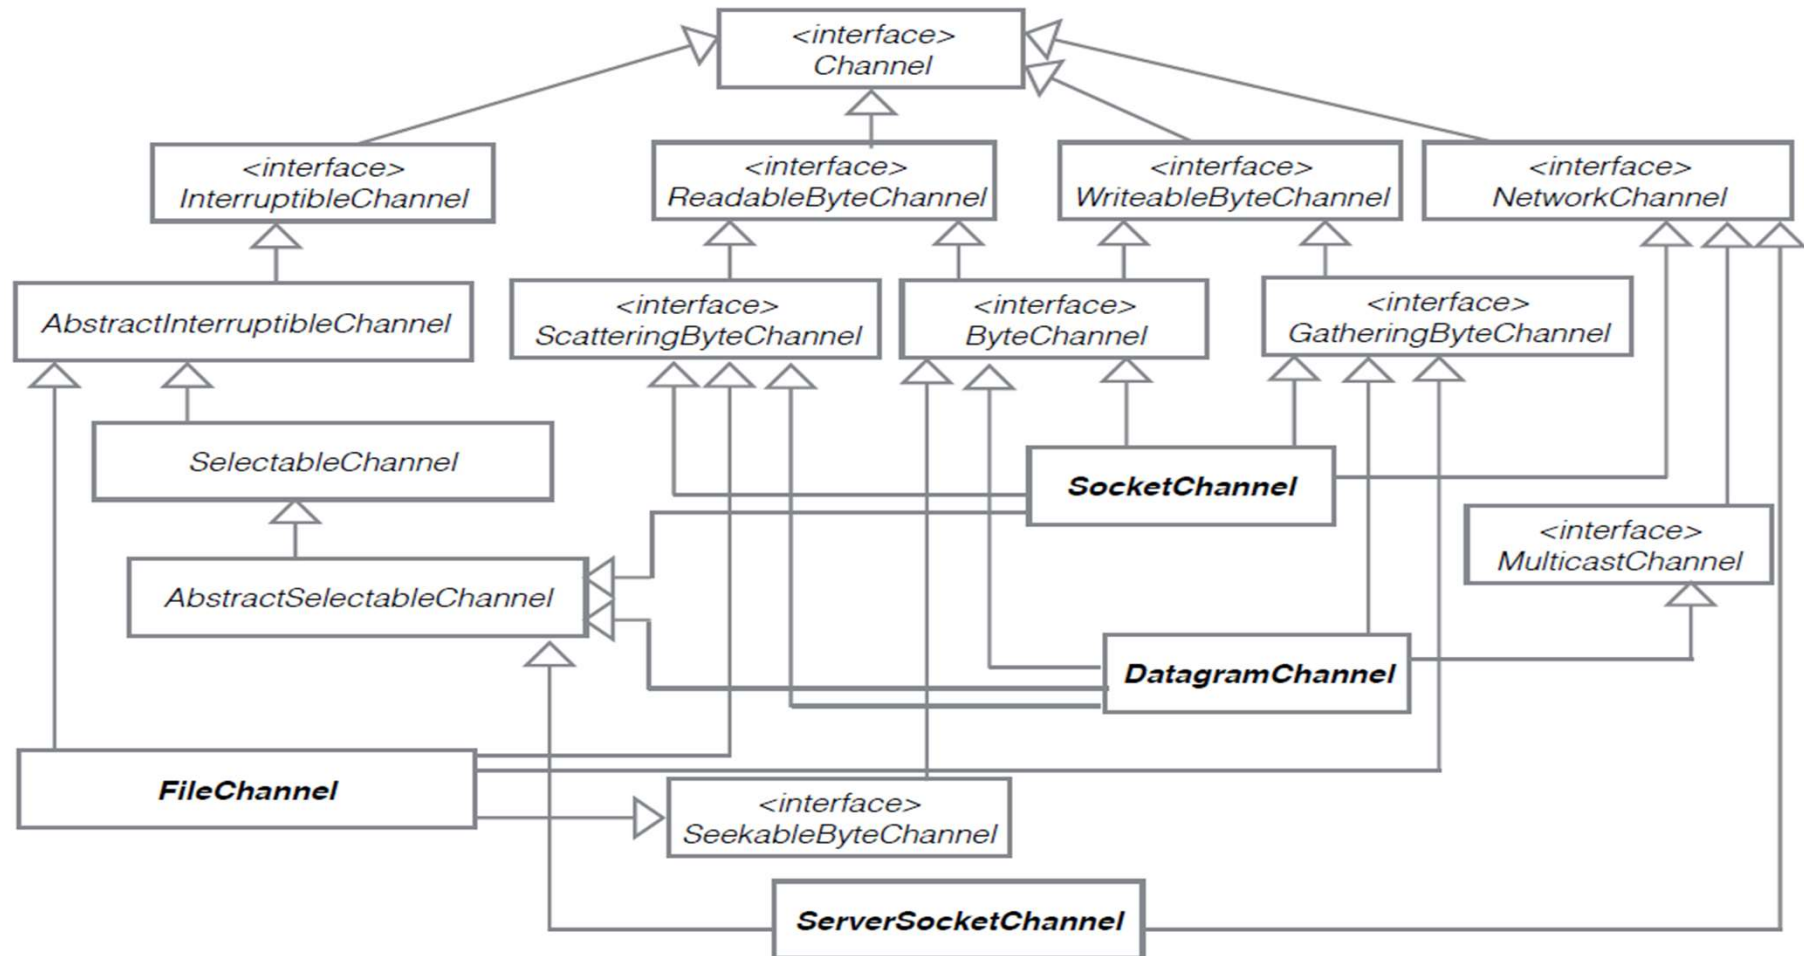 <interface>
Channel
<interface>
InterruptibleChannel
<interface>
ReadableByteChannel
<interface>
WriteableByteChannel
<interface>
NetworkChannel
AbstractInterruptibleChannel
<interface>
ScatteringByteChannel
<interface>
ByteChannel
<interface>
GatheringByteChannel
SelectableChannel
SocketChannel
<interface>
MulticastChannel
AbstractSelectableChannel
DatagramChannel
FileChannel
<interface>
SeekableByteChannel
ServerSocketChannel